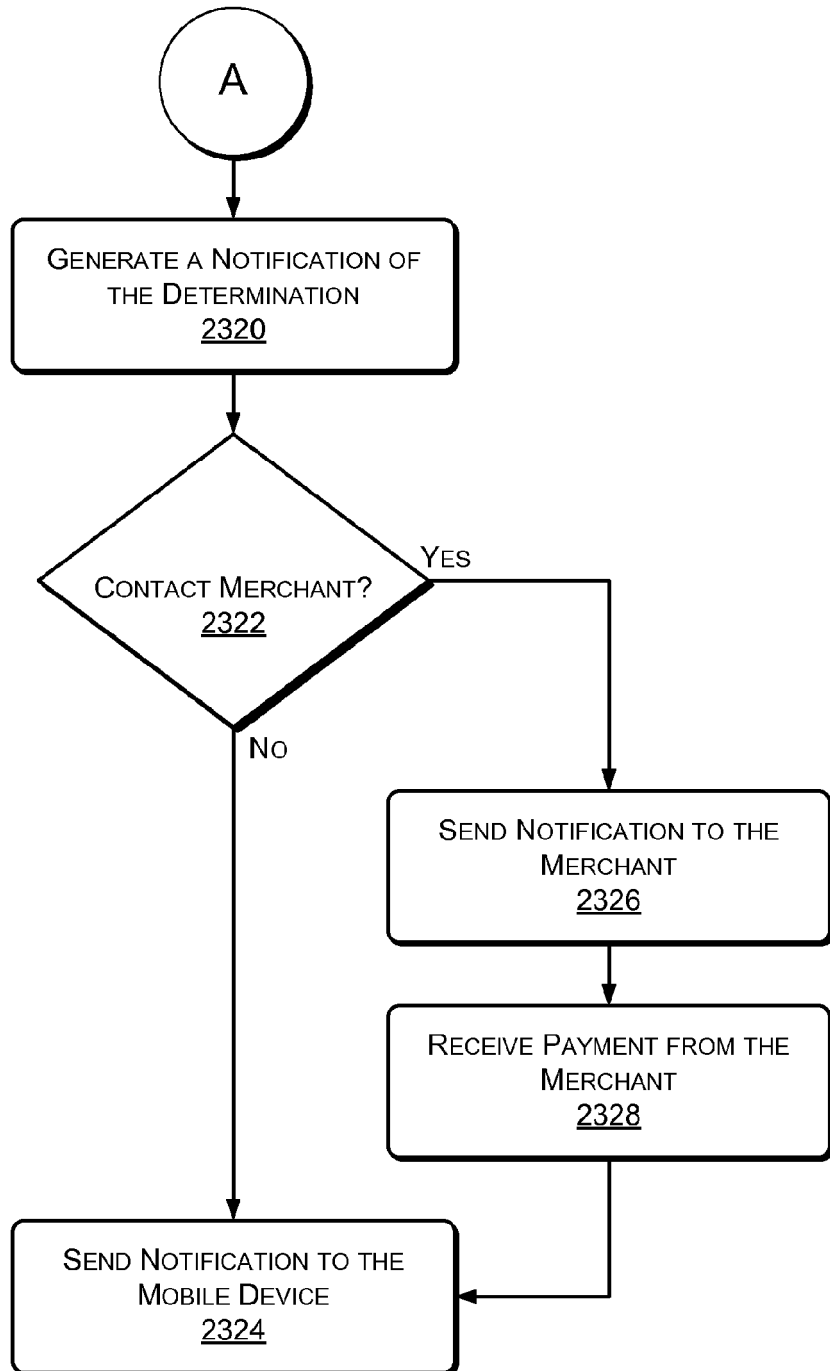 A
GENERATE A NOTIFICATION OF
THE DETERMINATION
2320
CONTACT MERCHANT?
2322
YES
NO
SEND NOTIFICATION TO THE
MERCHANT
2326
RECEIVE PAYMENT FROM THE
MERCHANT
2328
SEND NOTIFICATION TO THE
MOBILE DEVICE
2324